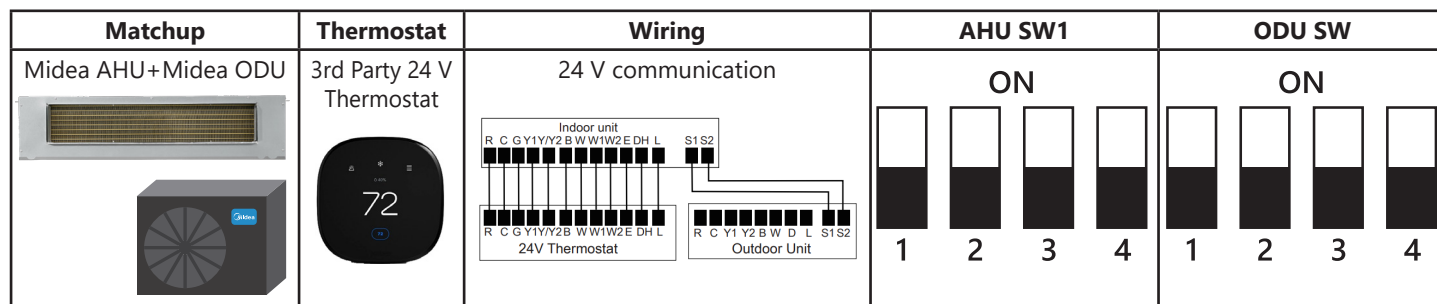 Matchup Thermostat Wiring AHU SW1 ODU SW
Midea AHU+Midea ODU
3rd Party 24 V
Thermostat
72
Midea
24 V communication
Indoor unit
R C G Y1 Y/Y2 B W W1 W2 E DH L S1 S2
R C G Y1 Y/Y2 B W W1 W2 E DH L
24V Thermostat
R C Y1 Y2 B W D L S1 S2
Outdoor Unit
ON
1 2 3 4
ON
1 2 3 4